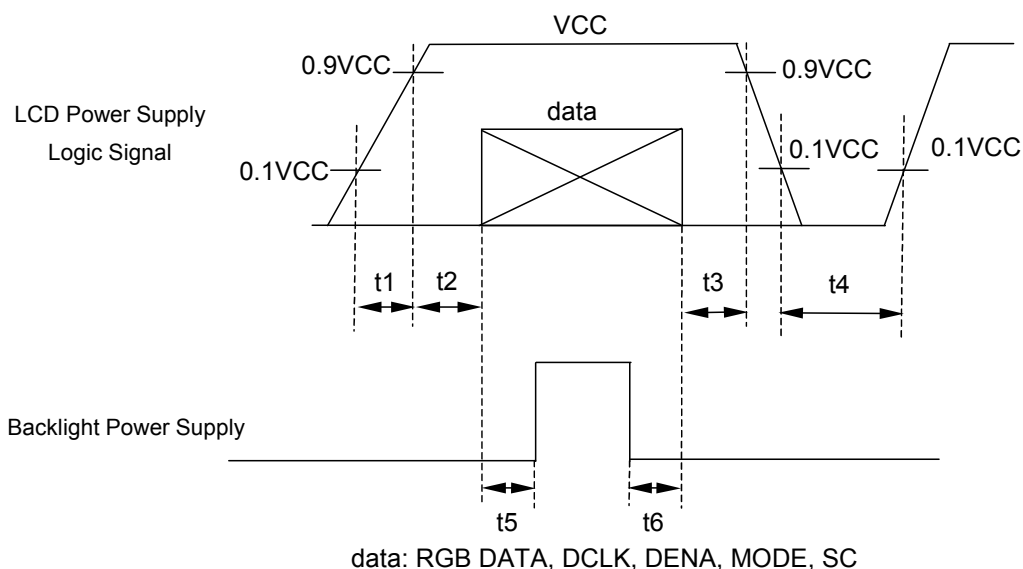 VCC
0.9VCC
0.9VCC
LCD Power Supply
Logic Signal
data
0.1VCC
0.1VCC
0.1VCC
t1
t2
t3
t4
Backlight Power Supply
t5
t6
data: RGB DATA, DCLK, DENA, MODE, SC